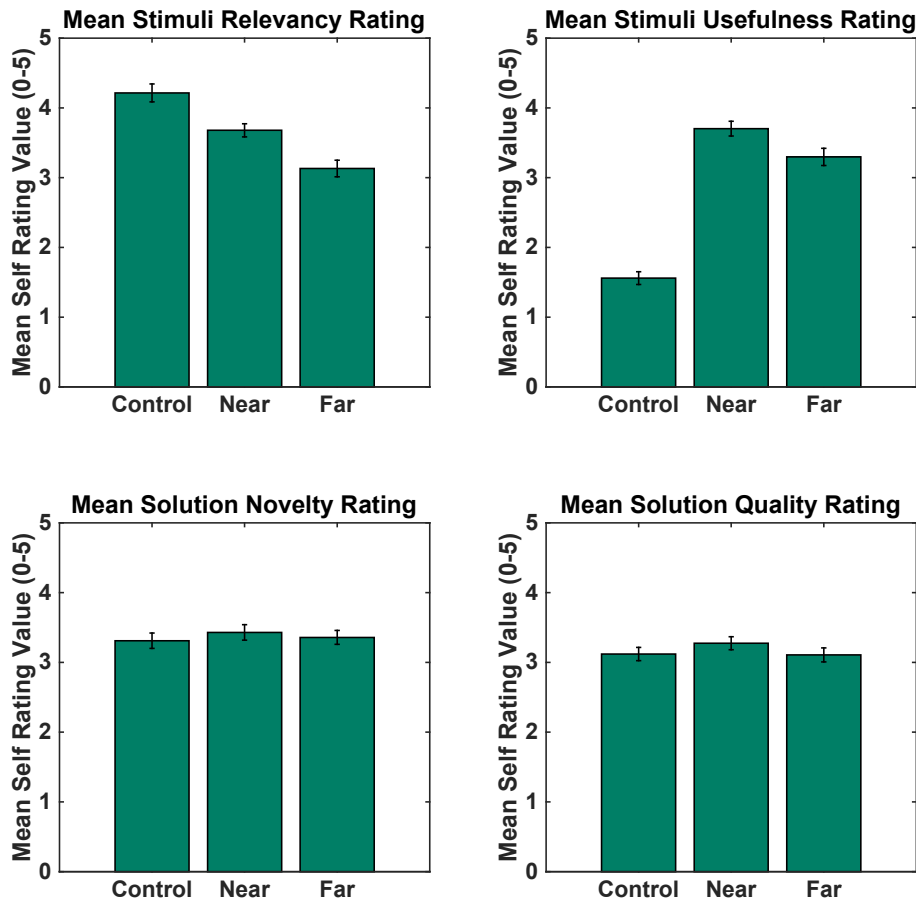 Mean Stimuli Relevancy Rating
Mean Self Rating Value (0-5)
5
4
3
2
1
0
Control Near Far
Mean Stimuli Usefulness Rating
Mean Self Rating Value (0-5)
5
4
3
2
1
0
Control Near Far
Mean Solution Novelty Rating
Mean Self Rating Value (0-5)
5
4
3
2
1
0
Control Near Far
Mean Solution Quality Rating
Mean Self Rating Value (0-5)
5
4
3
2
1
0
Control Near Far